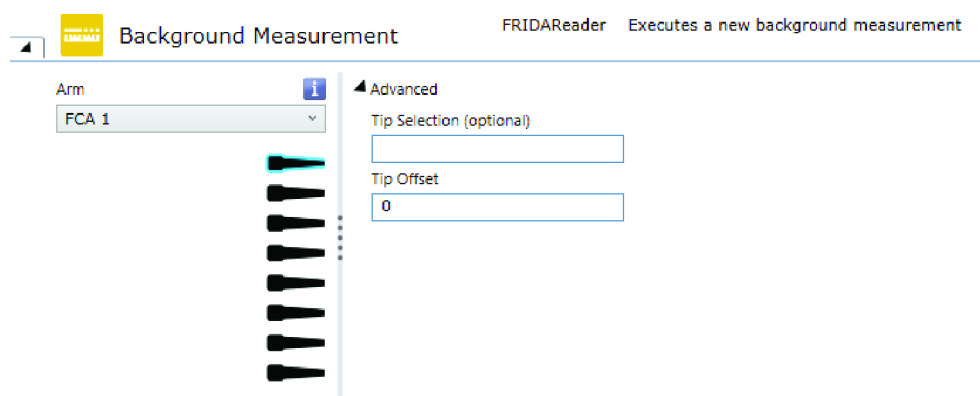 Background Measurement
FRIDAReader Executes a new background measurement
Arm
FCA 1
Advanced
Tip Selection (optional)
Tip Offset
0